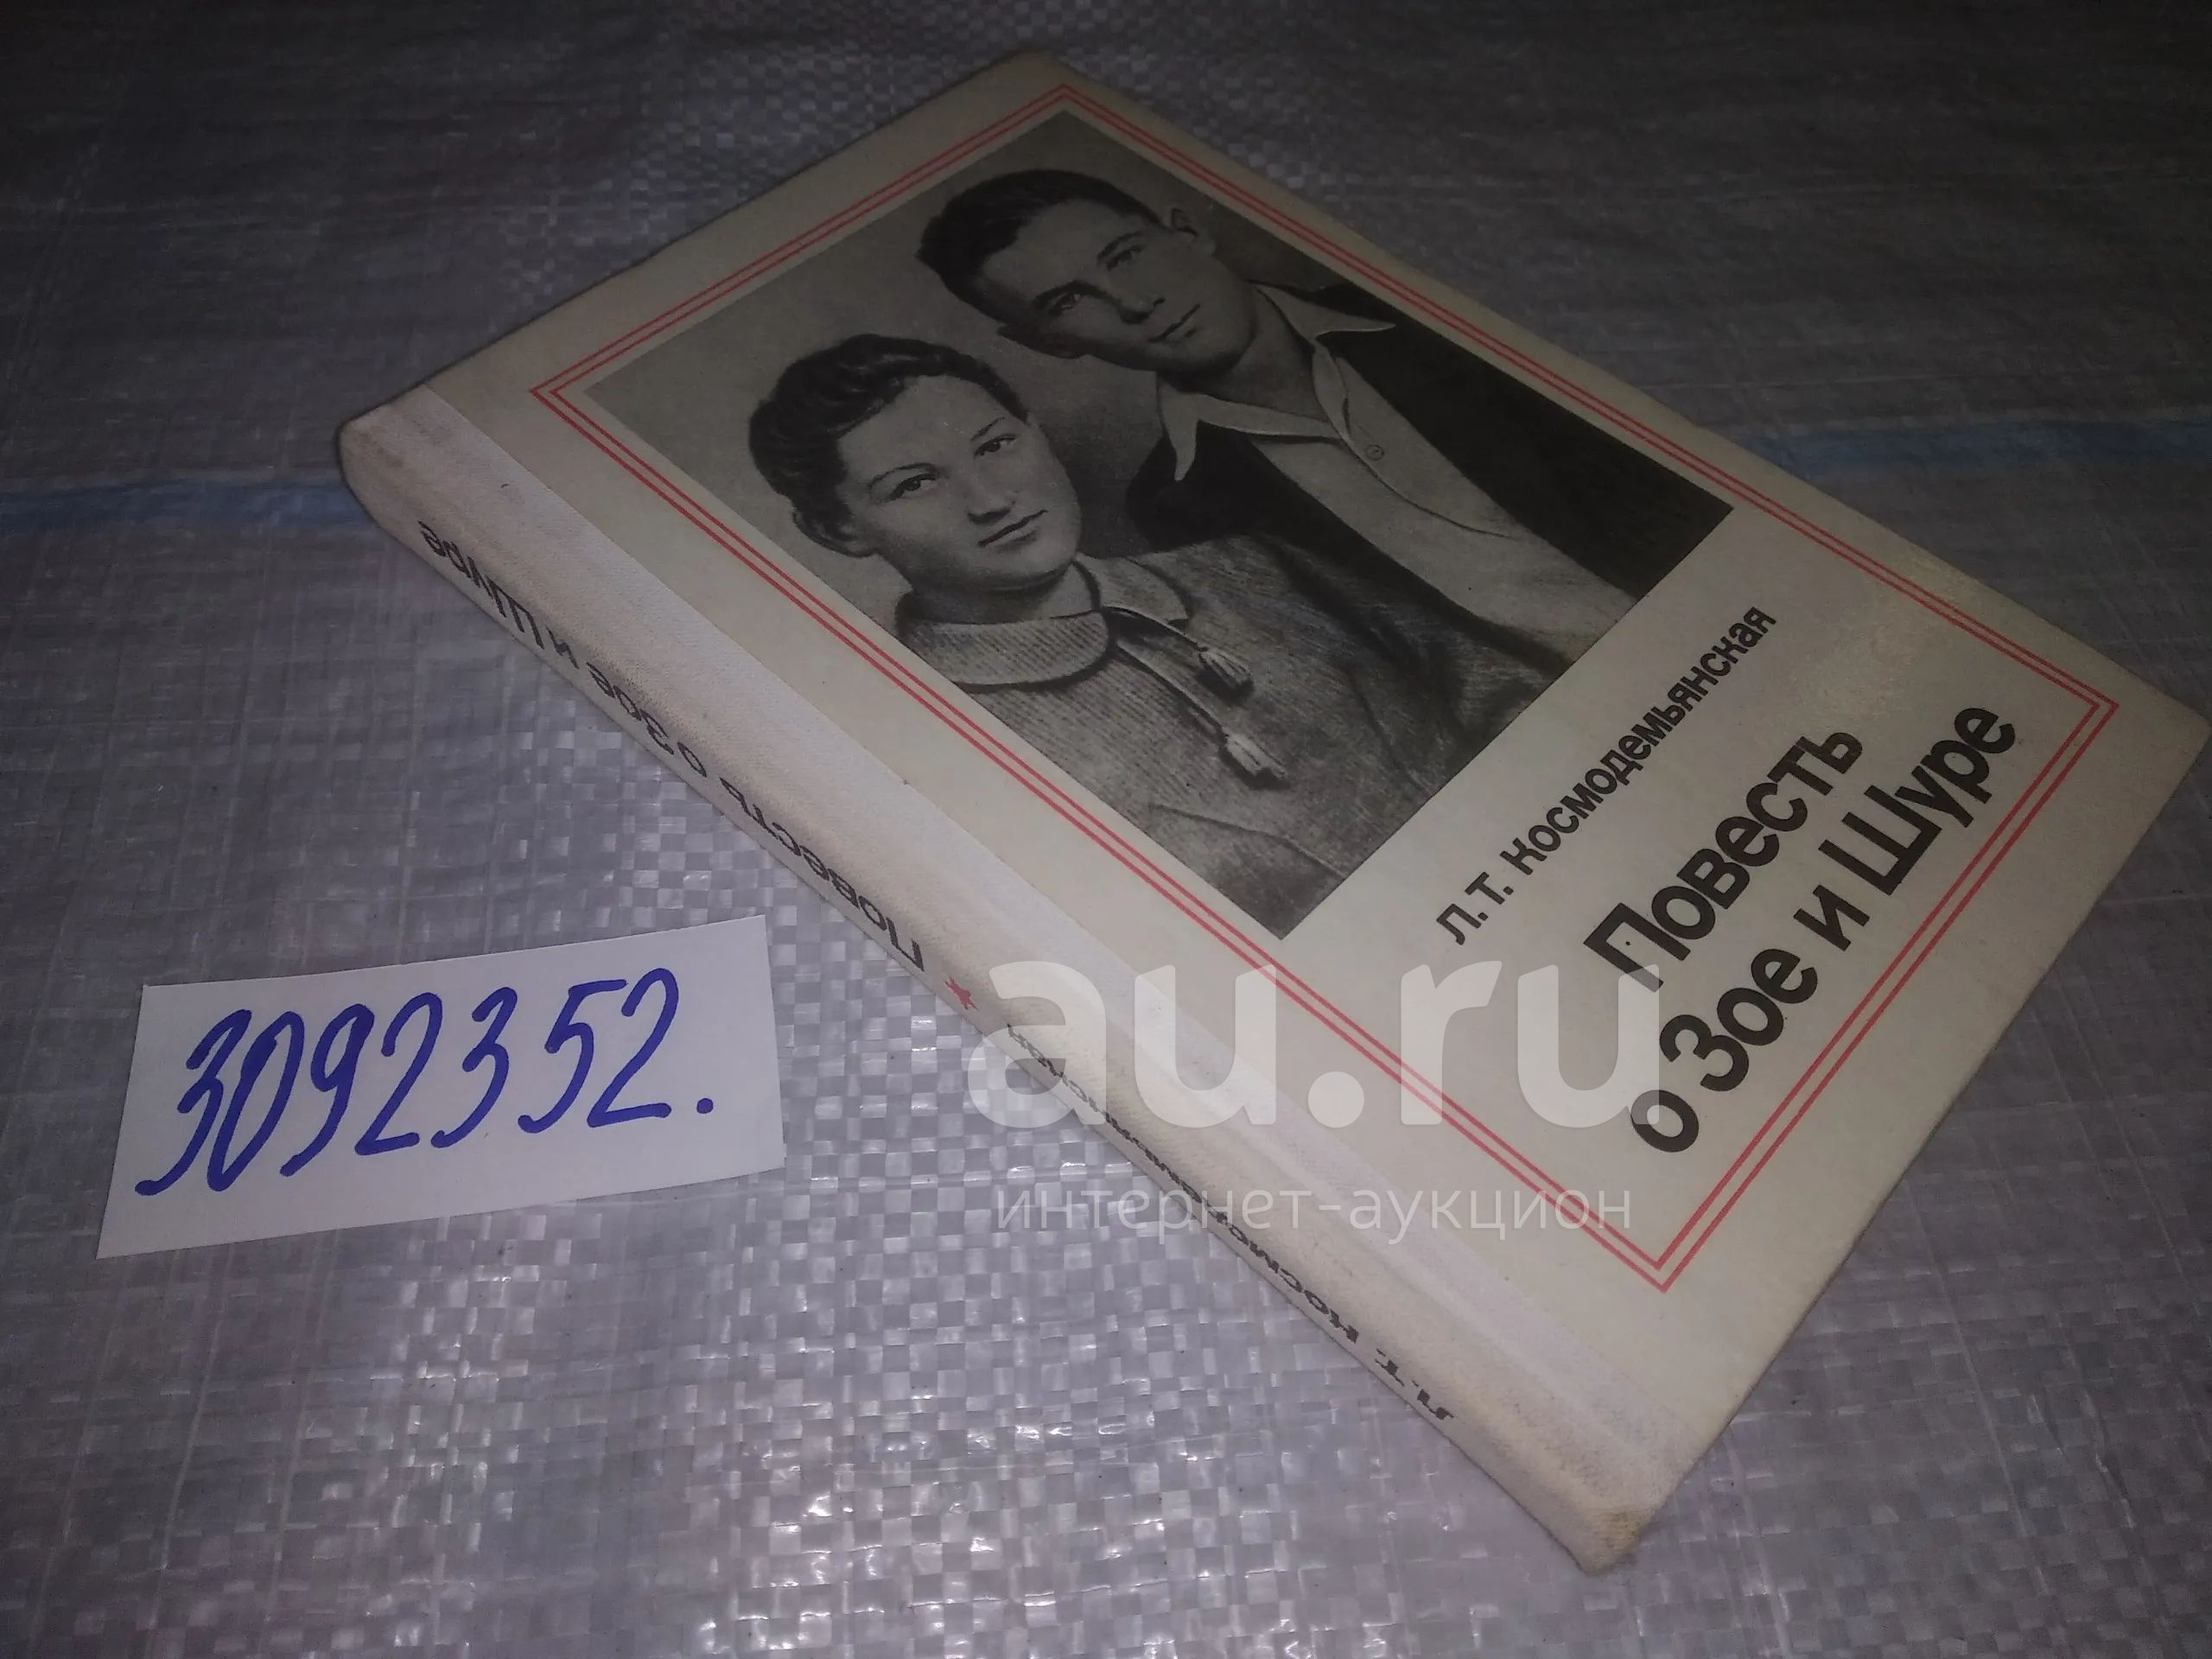 Л.Т. Космодемьянская
Повесть
о Зое и Шуре
Л.Т. Космодемьянская ★ Повесть о Зое и Шуре
3092352.
au.ru
интернет-аукцион